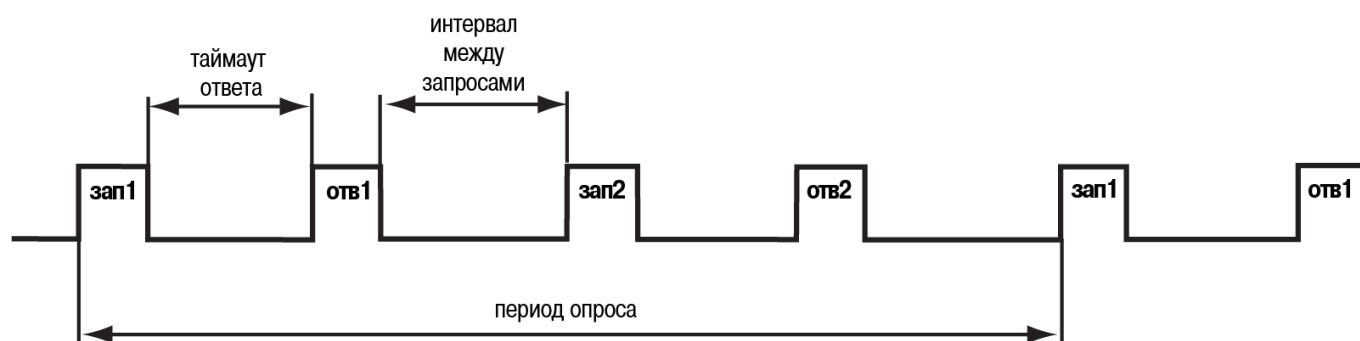 интервал
между
запросами
таймаут
ответа
зап1
отв1
зап2
отв2
зап1
отв1
период опроса